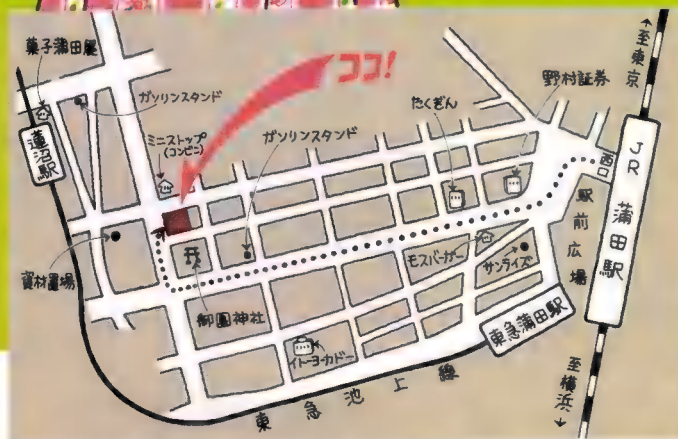 菓子蒲田屋
ガソリンスタンド
ココ!
至東京
野村証券
たくぎん
ミニストップ
(コンビニ)
ガソリンスタンド
蓮沼駅
西口
JR 蒲田駅
駅前広場
資材置場
モスバーガー
サンライズ
御園神社
東急蒲田駅
イトーヨーカドー
東急池上線
至横浜